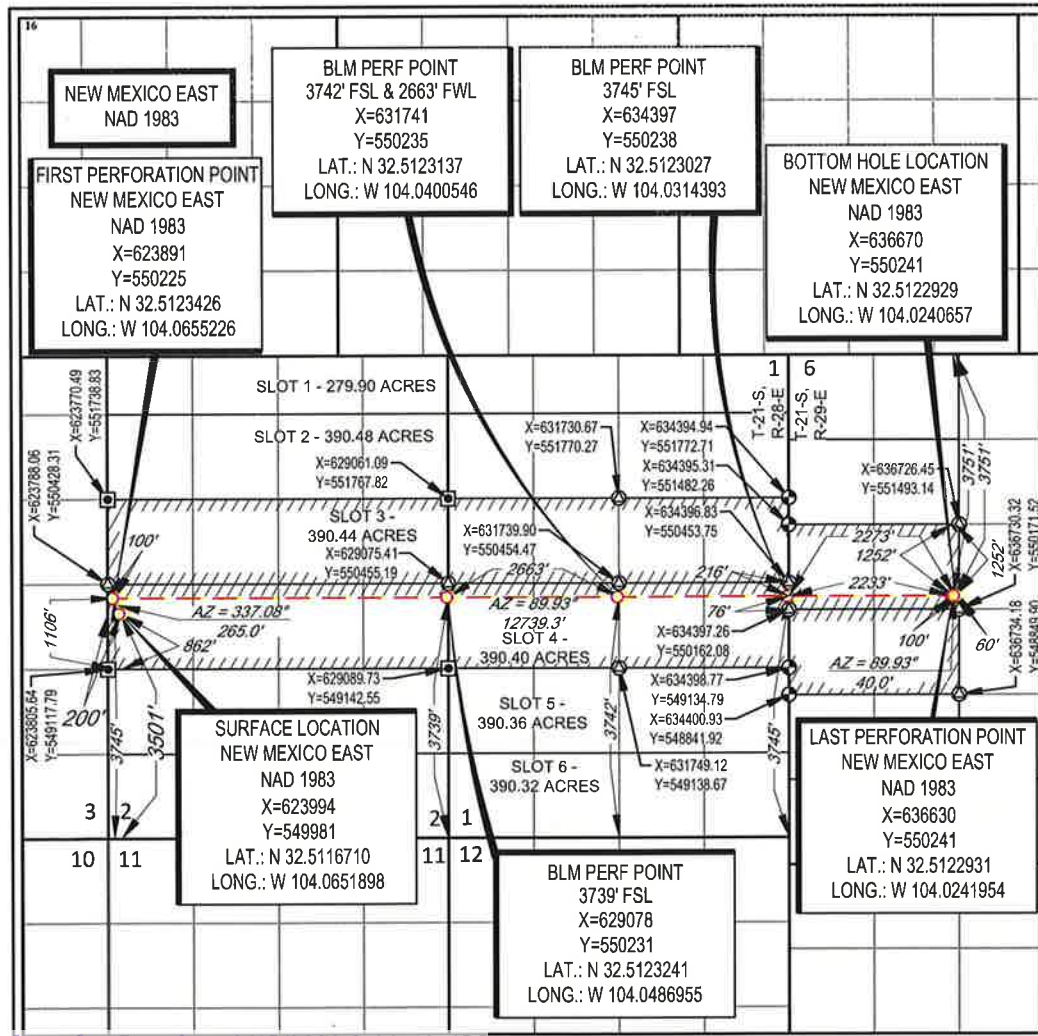 16
NEW MEXICO EAST
NAD 1983
FIRST PERFORATION POINT
NEW MEXICO EAST
NAD 1983
X=623891
Y=550225
LAT.: N 32.5123426
LONG.: W 104.0655226
BLM PERF POINT
3742' FSL & 2663' FWL
X=631741
Y=550235
LAT.: N 32.5123137
LONG.: W 104.0400546
BLM PERF POINT
3745' FSL
X=634397
Y=550238
LAT.: N 32.5123027
LONG.: W 104.0314393
BOTTOM HOLE LOCATION
NEW MEXICO EAST
NAD 1983
X=636670
Y=550241
LAT.: N 32.5122929
LONG.: W 104.0240657
X=623770.49
Y=551738.83
X=623788.06
Y=550428.31
SLOT 1 - 279.90 ACRES
SLOT 2 - 390.48 ACRES
X=629061.09
Y=551767.82
SLOT 3 -
390.44 ACRES
X=629075.41
Y=550455.19
X=631730.67
Y=551770.27
X=631739.90
Y=550454.47
1 6
T-21-S,
R-28-E
T-21-S,
R-29-E
X=634394.94
Y=551772.71
X=634395.31
Y=551482.26
X=634396.83
Y=550453.75
X=636726.45
Y=551493.14
3751'
3751'
2273'
1252'
2233'
1252'
X=636730.32
Y=550171.52
100'
2663'
216'
76'
100'
60'
AZ = 337.08°
265.0'
AZ = 89.93°
12739.3'
862'
1106'
SLOT 4 -
390.40 ACRES
X=634397.26
Y=550162.08
AZ = 89.93°
40.0'
X=636734.18
Y=548849.90
X=623805.64
Y=549117.79
200'
3745'
3501'
X=629089.73
Y=549142.55
3739'
SLOT 5 -
390.36 ACRES
3742'
X=634398.77
Y=549134.79
X=634400.93
Y=548841.92
X=631749.12
Y=549138.67
3745'
SLOT 6 -
390.32 ACRES
3 2
10 11
2 1
11 12
SURFACE LOCATION
NEW MEXICO EAST
NAD 1983
X=623994
Y=549981
LAT.: N 32.5116710
LONG.: W 104.0651898
BLM PERF POINT
3739' FSL
X=629078
Y=550231
LAT.: N 32.5123241
LONG.: W 104.0486955
LAST PERFORATION POINT
NEW MEXICO EAST
NAD 1983
X=636630
Y=550241
LAT.: N 32.5122931
LONG.: W 104.0241954